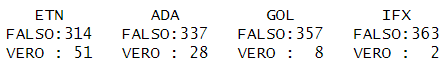 ETN ADA GOL IFX
FALSO:314 FALSO:337 FALSO:357 FALSO:363
VERO : 51 VERO : 28 VERO : 8 VERO : 2